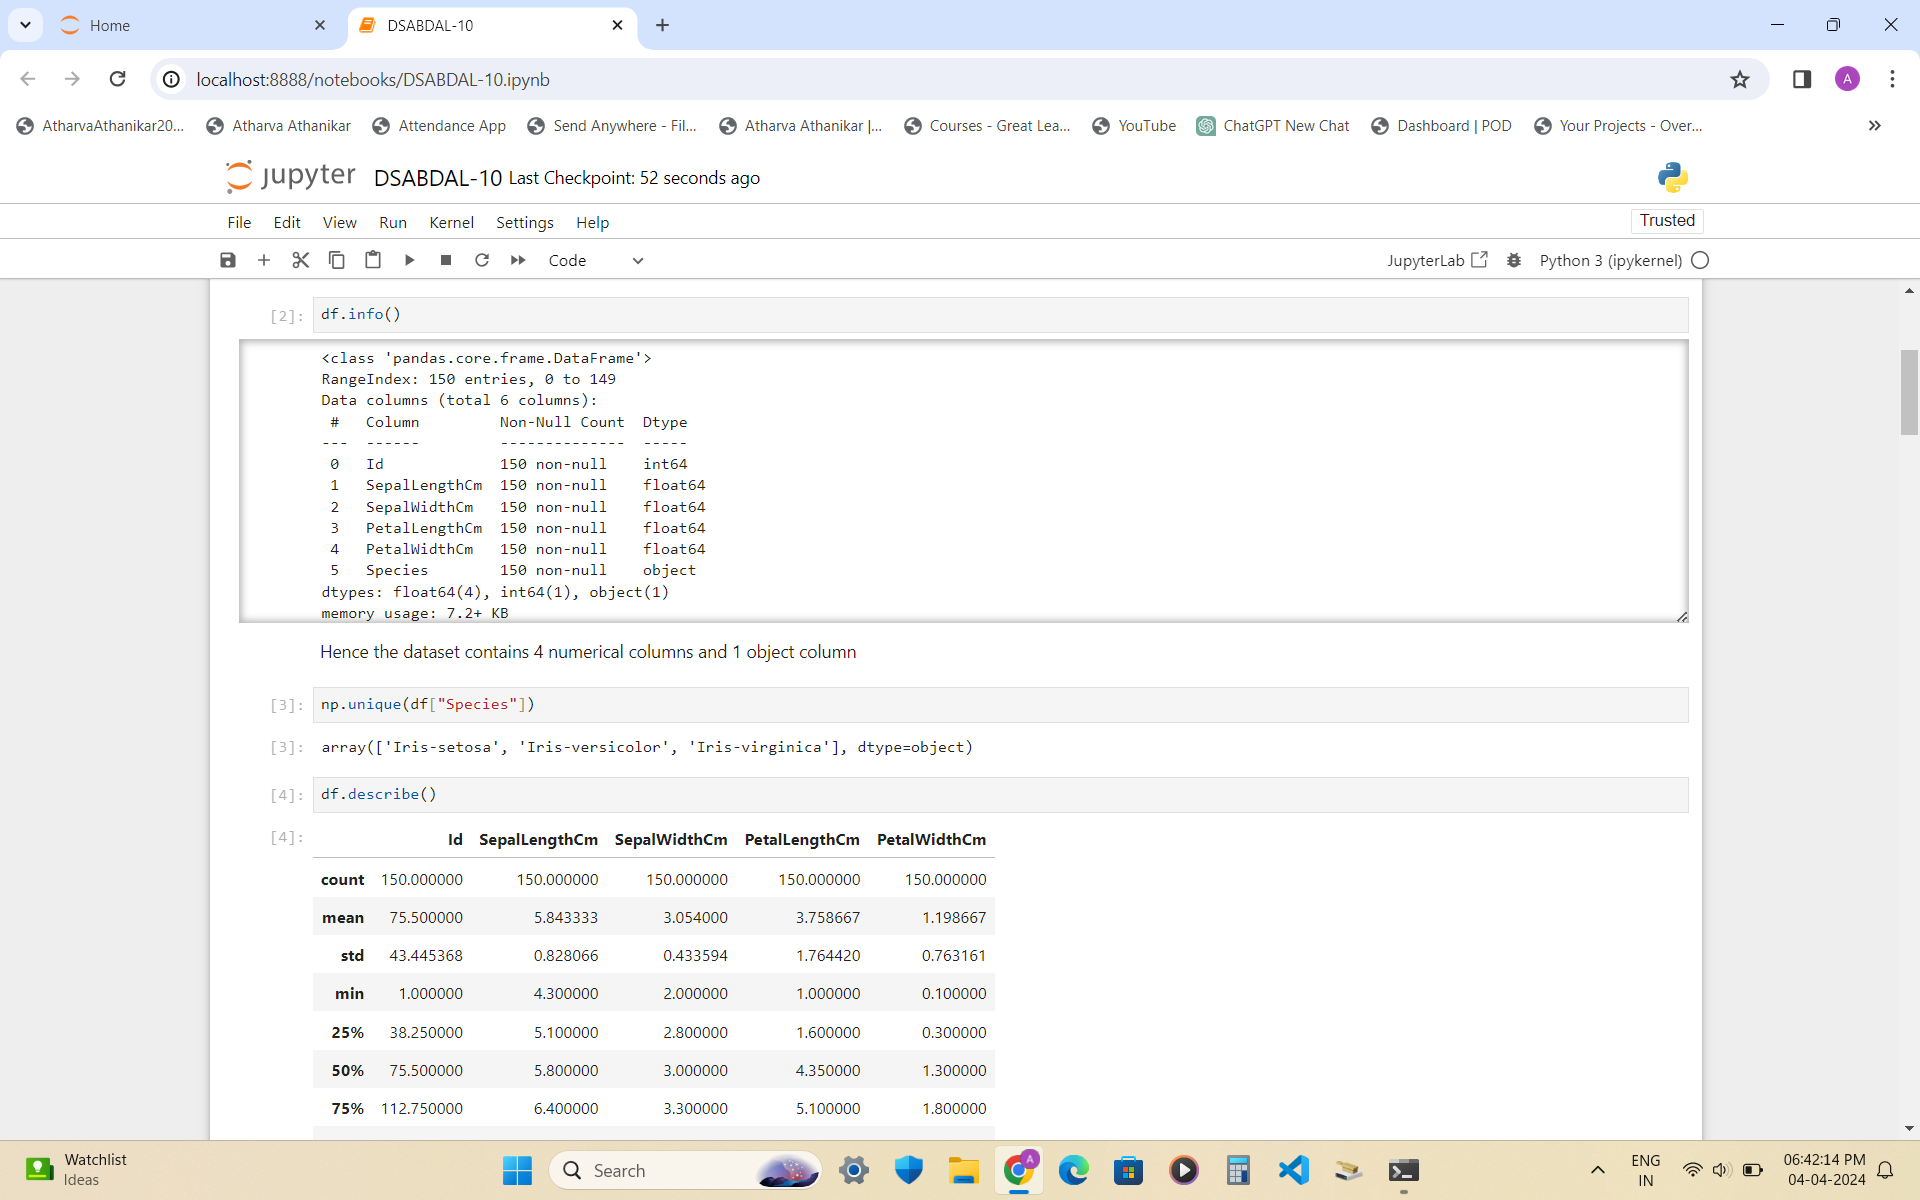 Home
DSABDAL-10
localhost:8888/notebooks/DSABDAL-10.ipynb
A
AtharvaAthanikar20...
Atharva Athanikar
Attendance App
Send Anywhere - Fil...
Atharva Athanikar |...
Courses - Great Lea...
YouTube
ChatGPT New Chat
Dashboard | POD
Your Projects - Over...
jupyter DSABDAL-10 Last Checkpoint: 52 seconds ago
File Edit View Run Kernel Settings Help
Trusted
Code
JupyterLab
Python 3 (ipykernel)
[2]: df.info()
<class 'pandas.core.frame.DataFrame'>
RangeIndex: 150 entries, 0 to 149
Data columns (total 6 columns):
 #   Column         Non-Null Count  Dtype
---  ------         --------------  -----
 0   Id             150 non-null    int64
 1   SepalLengthCm  150 non-null    float64
 2   SepalWidthCm   150 non-null    float64
 3   PetalLengthCm  150 non-null    float64
 4   PetalWidthCm   150 non-null    float64
 5   Species        150 non-null    object
dtypes: float64(4), int64(1), object(1)
memory usage: 7.2+ KB
Hence the dataset contains 4 numerical columns and 1 object column
[3]: np.unique(df["Species"])
[3]: array(['Iris-setosa', 'Iris-versicolor', 'Iris-virginica'], dtype=object)
[4]: df.describe()
[4]: Id SepalLengthCm SepalWidthCm PetalLengthCm PetalWidthCm
count 150.000000 150.000000 150.000000 150.000000 150.000000
mean 75.500000 5.843333 3.054000 3.758667 1.198667
std 43.445368 0.828066 0.433594 1.764420 0.763161
min 1.000000 4.300000 2.000000 1.000000 0.100000
25% 38.250000 5.100000 2.800000 1.600000 0.300000
50% 75.500000 5.800000 3.000000 4.350000 1.300000
75% 112.750000 6.400000 3.300000 5.100000 1.800000
Watchlist
Ideas
Search
A
ENG
IN
06:42:14 PM
04-04-2024